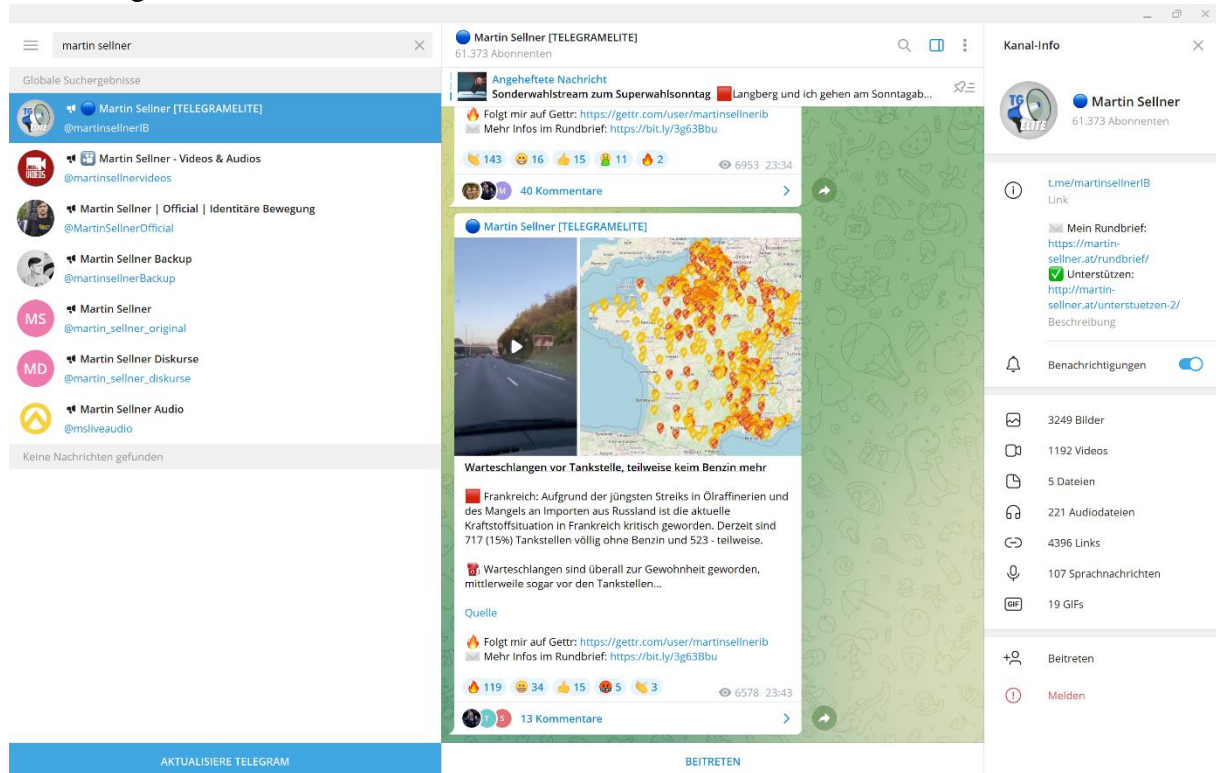 martin sellner
Globale Suchergebnisse
Martin Sellner [TELEGRAMELITE]
@martinsellnerIB
Martin Sellner - Videos & Audios
@martinsellnervideos
Martin Sellner | Official | Identitäre Bewegung
@MartinSellnerOfficial
Martin Sellner Backup
@martinsellnerBackup
MS
Martin Sellner
@martin_sellner_original
MD
Martin Sellner Diskurse
@martin_sellner_diskurse
Martin Sellner Audio
@msliveaudio
Keine Nachrichten gefunden
AKTUALISIERE TELEGRAM
Martin Sellner [TELEGRAMELITE]
61.373 Abonnenten
Angeheftete Nachricht
Sonderwahlstream zum Superwahlsonntag 🟥Langberg und ich gehen am Sonntagab...
🔥 Folgt mir auf Gettr: https://gettr.com/user/martinsellnerib
Mehr Infos im Rundbrief: https://bit.ly/3g63Bbu
143 16 15 11 2 6953 23:34
40 Kommentare
Martin Sellner [TELEGRAMELITE]
Warteschlangen vor Tankstelle, teilweise keim Benzin mehr
🟥 Frankreich: Aufgrund der jüngsten Streiks in Ölraffinerien und
des Mangels an Importen aus Russland ist die aktuelle
Kraftstoffsituation in Frankreich kritisch geworden. Derzeit sind
717 (15%) Tankstellen völlig ohne Benzin und 523 - teilweise.
Warteschlangen sind überall zur Gewohnheit geworden,
mittlerweile sogar vor den Tankstellen...
Quelle
🔥 Folgt mir auf Gettr: https://gettr.com/user/martinsellnerib
Mehr Infos im Rundbrief: https://bit.ly/3g63Bbu
119 34 15 5 3 6578 23:43
13 Kommentare
BEITRETEN
Kanal-Info
TG ELITE
Martin Sellner
61.373 Abonnenten
t.me/martinsellnerIB
Link
Mein Rundbrief:
https://martin-
sellner.at/rundbrief/
✅ Unterstützen:
http://martin-
sellner.at/unterstuetzen-2/
Beschreibung
Benachrichtigungen
3249 Bilder
1192 Videos
5 Dateien
221 Audiodateien
4396 Links
107 Sprachnachrichten
GIF
19 GIFs
Beitreten
Melden